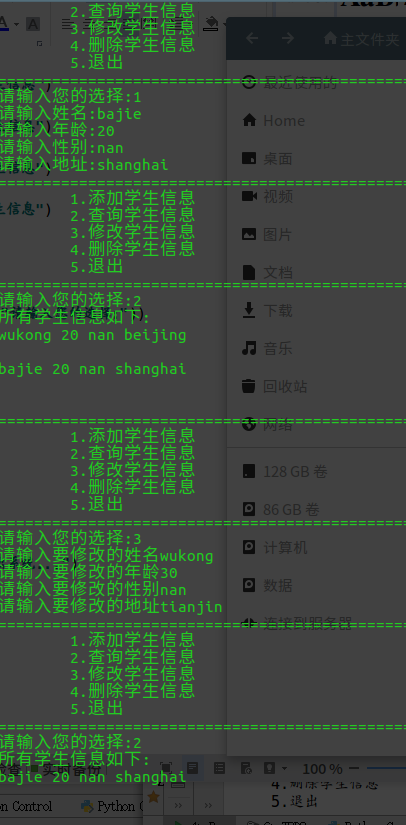 2.查询学生信息
3.修改学生信息
4.删除学生信息
5.退出
================================
请输入您的选择:1
请输入姓名:bajie
请输入年龄:20
请输入性别:nan
请输入地址:shanghai
================================
1.添加学生信息
2.查询学生信息
3.修改学生信息
4.删除学生信息
5.退出
================================
请输入您的选择:2
所有学生信息如下:
wukong 20 nan beijing
bajie 20 nan shanghai
================================
1.添加学生信息
2.查询学生信息
3.修改学生信息
4.删除学生信息
5.退出
================================
请输入您的选择:3
请输入要修改的姓名wukong
请输入要修改的年龄30
请输入要修改的性别nan
请输入要修改的地址tianjin
================================
1.添加学生信息
2.查询学生信息
3.修改学生信息
4.删除学生信息
5.退出
================================
请输入您的选择:2
所有学生信息如下:
bajie 20 nan shanghai
主文件夹
最近使用的
Home
桌面
视频
图片
文档
下载
音乐
回收站
网络
128 GB 卷
86 GB 卷
计算机
数据
连接到服务器
生信息")
100%
4.删除学生信息
5.退出
on Control
Python